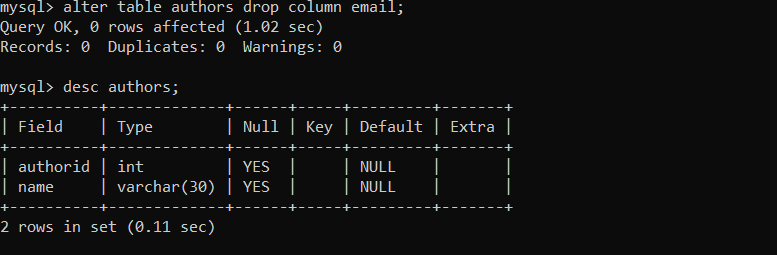 mysql> alter table authors drop column email;
Query OK, 0 rows affected (1.02 sec)
Records: 0  Duplicates: 0  Warnings: 0

mysql> desc authors;
+----------+-------------+------+-----+---------+-------+
| Field    | Type        | Null | Key | Default | Extra |
+----------+-------------+------+-----+---------+-------+
| authorid | int         | YES  |     | NULL    |       |
| name     | varchar(30) | YES  |     | NULL    |       |
+----------+-------------+------+-----+---------+-------+
2 rows in set (0.11 sec)